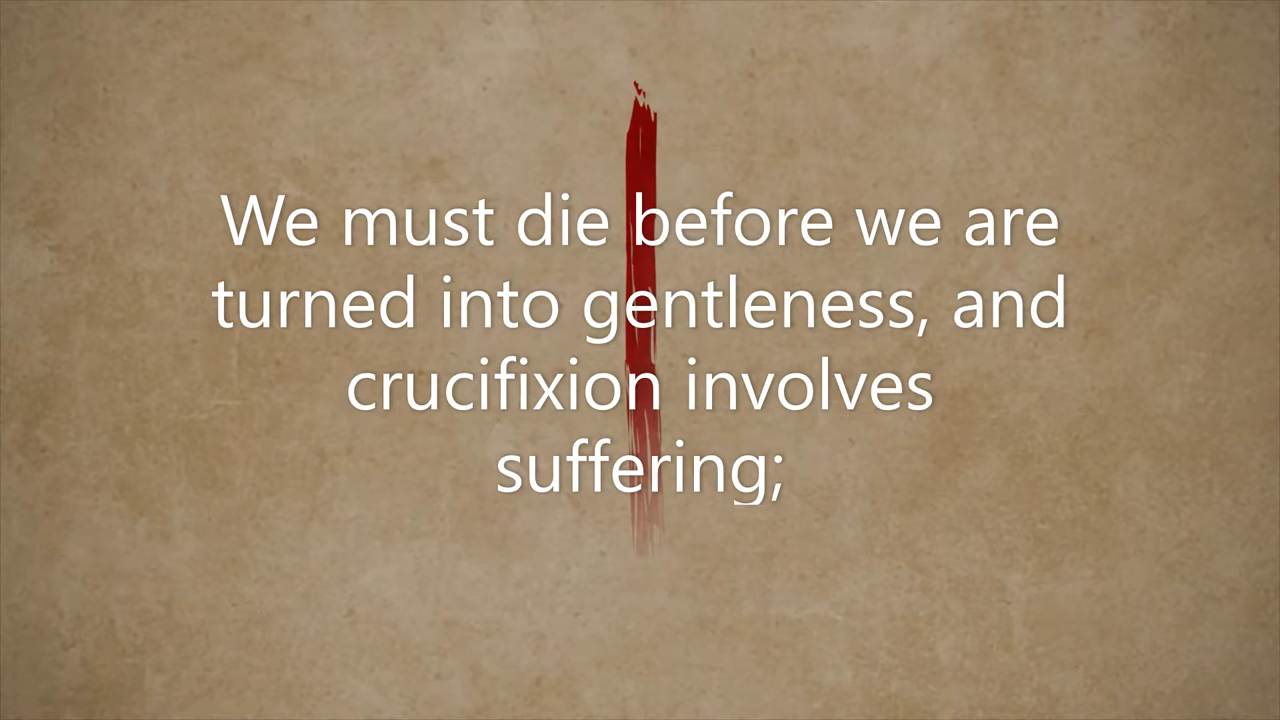 We must die before we are
turned into gentleness, and
crucifixion involves
suffering;